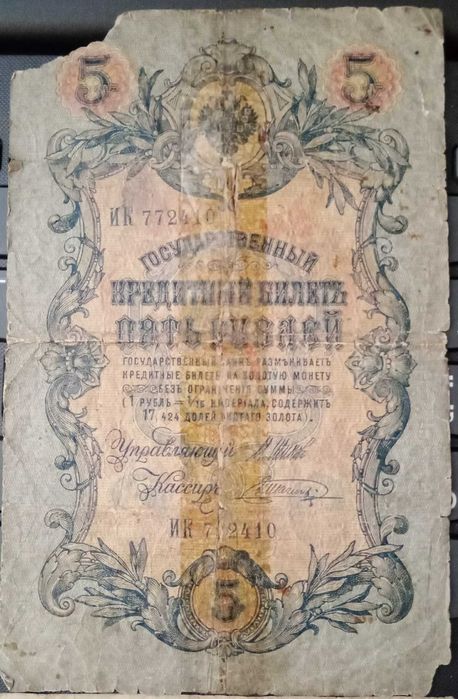 5 5
ИК 772410
ГОСУДАРСТВЕННЫЙ
КРЕДИТНЫЙ БИЛЕТЪ
ПЯТЬ РУБЛЕЙ
ГОСУДАРСТВЕННЫЙ БАНКЪ РАЗМѢНИВАЕТЪ
КРЕДИТНЫЕ БИЛЕТЫ НА ЗОЛОТУЮ МОНЕТУ
БЕЗЪ ОГРАНИЧЕНІЯ СУММЫ
(1 РУБЛЬ = 1/15 ИМПЕРІАЛА, СОДЕРЖИТЪ
17,424 ДОЛЕЙ ЧИСТАГО ЗОЛОТА).
Управляющій
Кассиръ
ИК 772410
5